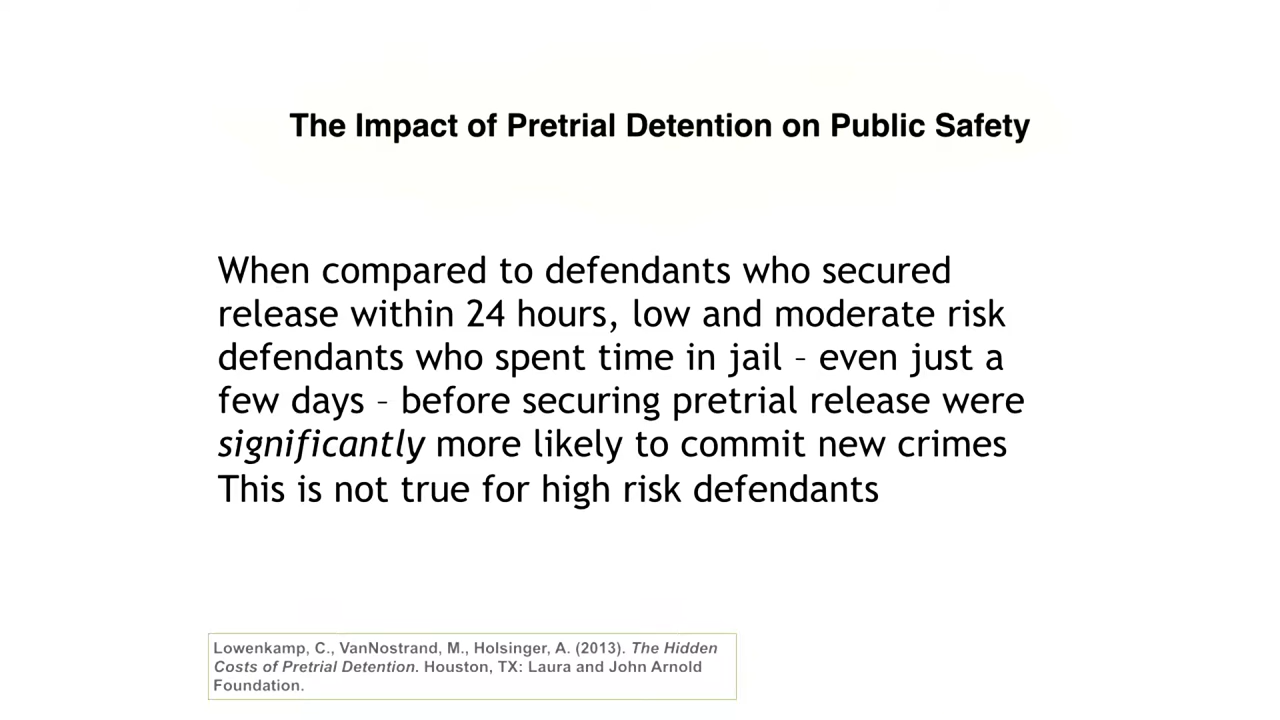 The Impact of Pretrial Detention on Public Safety
When compared to defendants who secured
release within 24 hours, low and moderate risk
defendants who spent time in jail – even just a
few days – before securing pretrial release were
significantly more likely to commit new crimes
This is not true for high risk defendants
Lowenkamp, C., VanNostrand, M., Holsinger, A. (2013). The Hidden
Costs of Pretrial Detention. Houston, TX: Laura and John Arnold
Foundation.